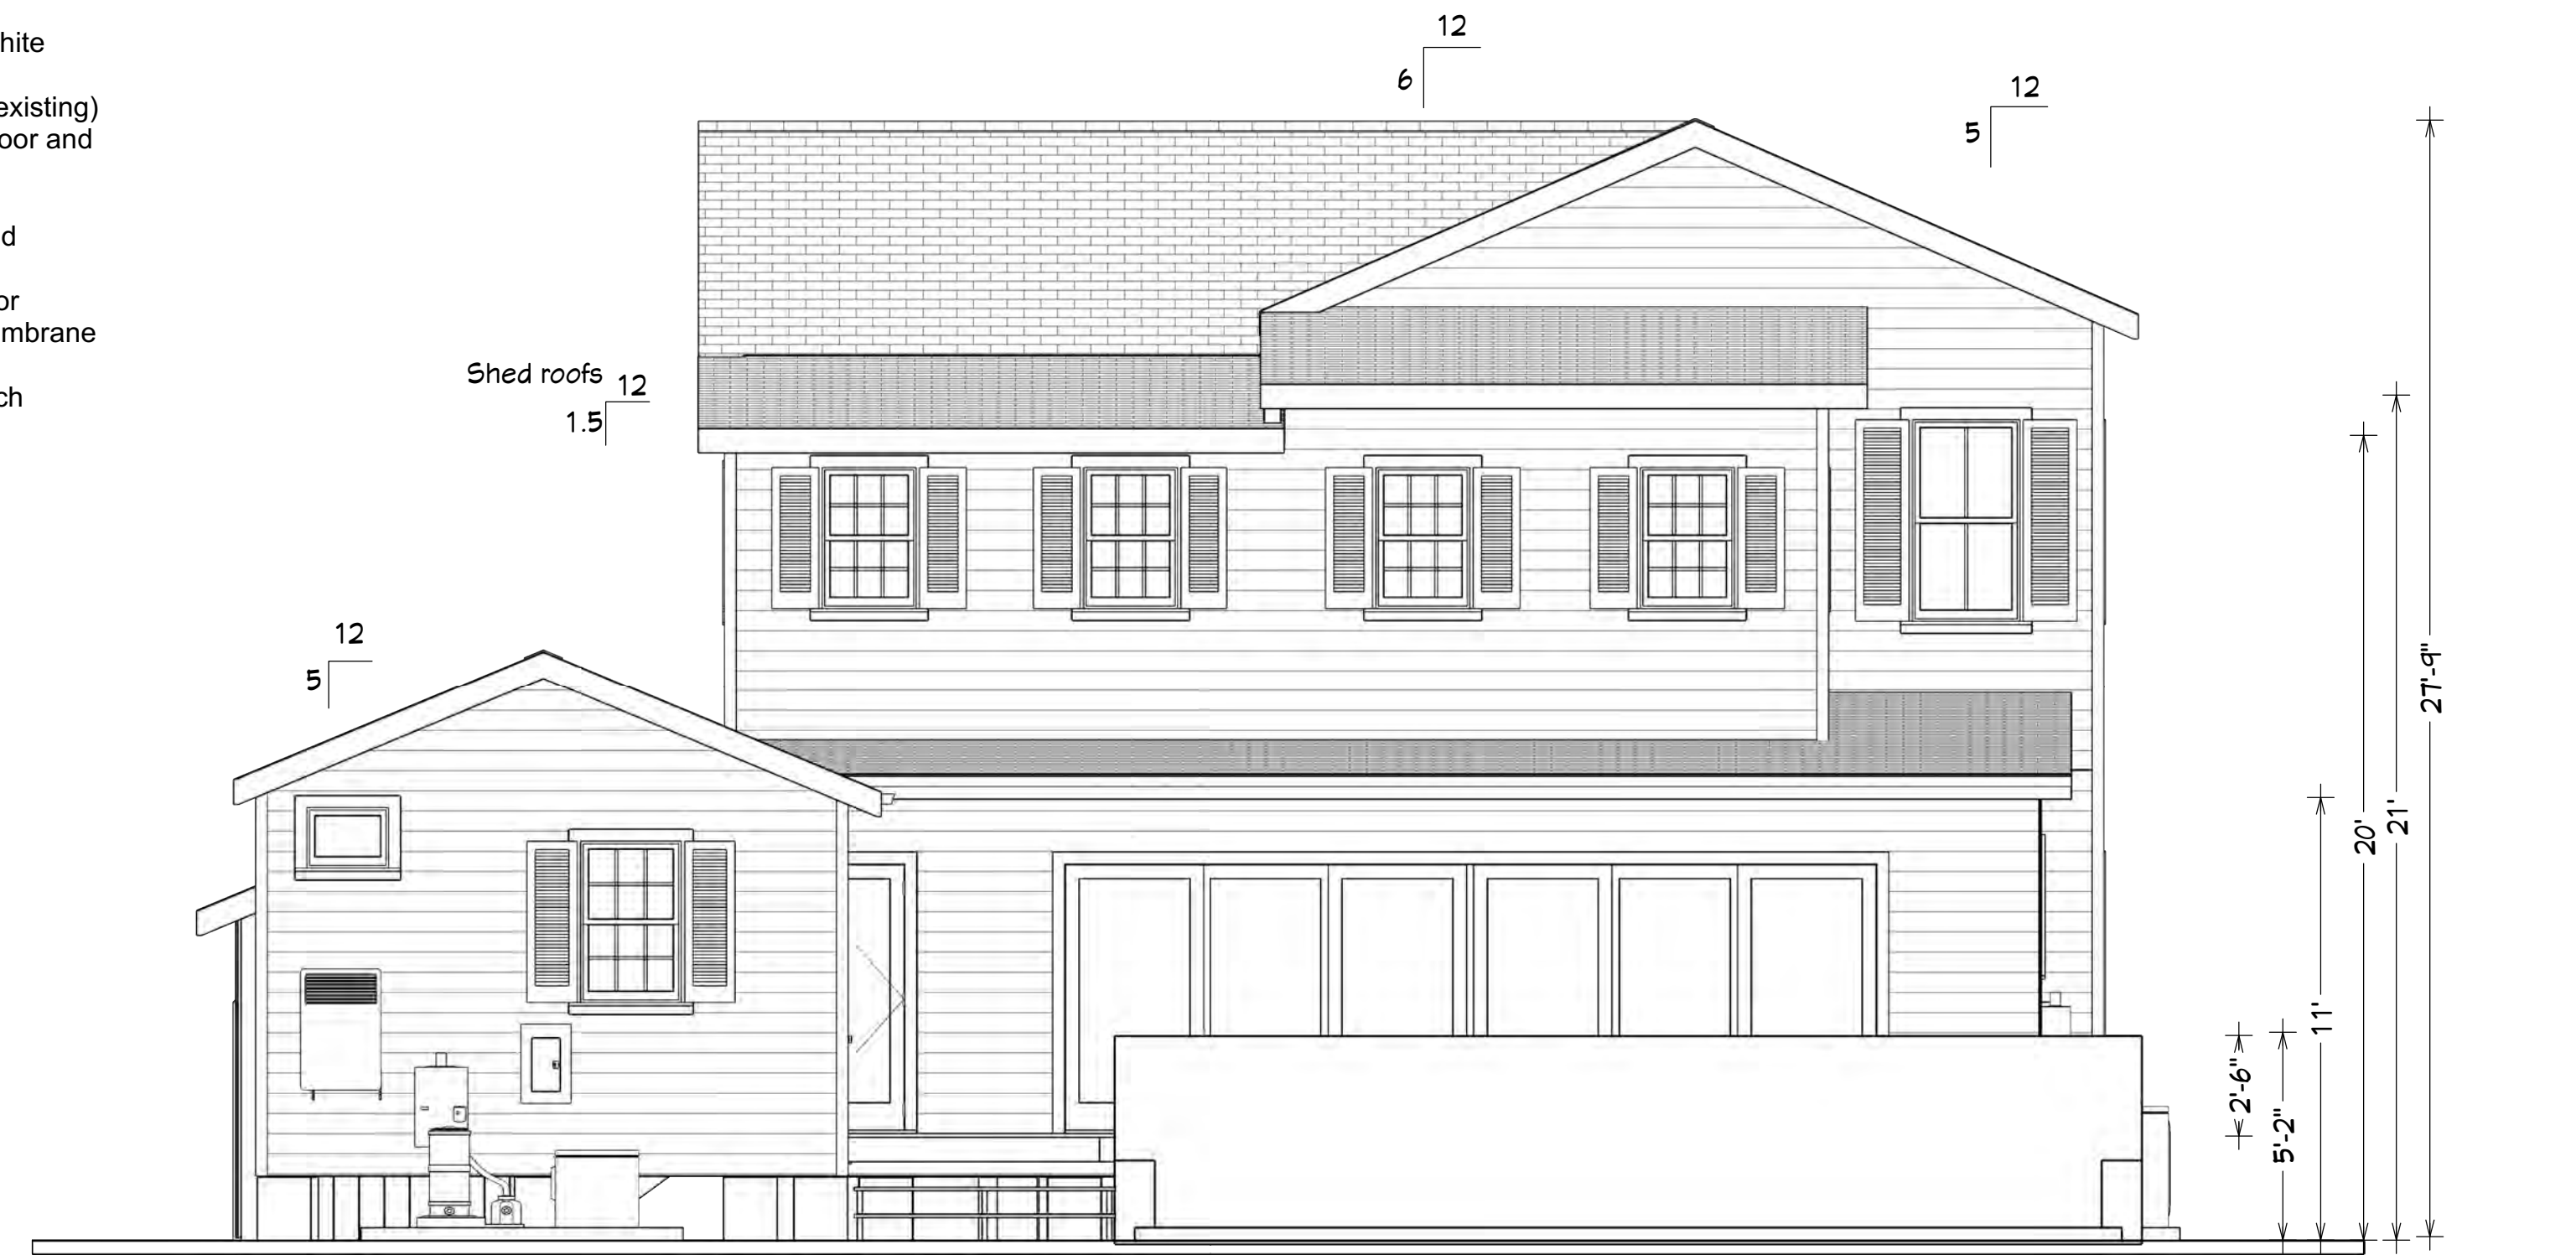 hite
existing)
oor and
d
or
mbrane
ch
12
6
12
5
Shed roofs
12
1.5
12
5
27'-9"
21'
20'
11'
2'-6"
5'-2"